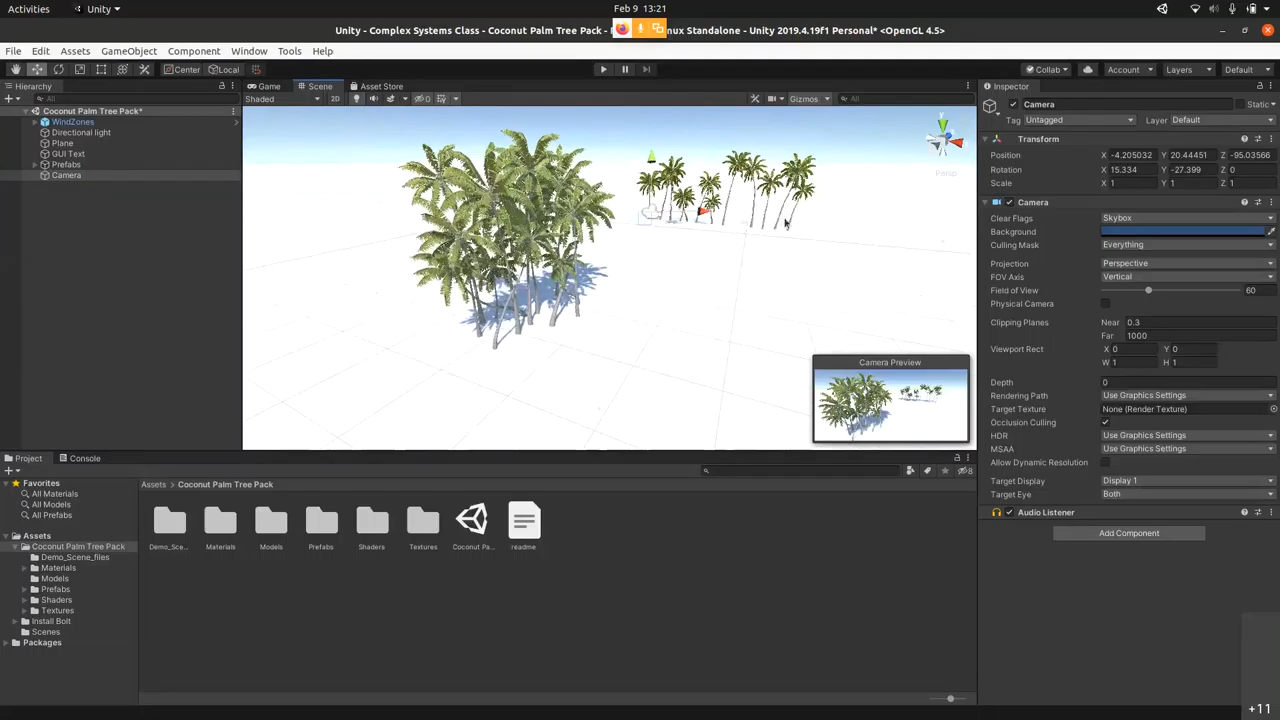 Activities
Unity
Feb 9 13:21
Unity - Complex Systems Class - Coconut Palm Tree Pack - nux Standalone - Unity 2019.4.19f1 Personal* <OpenGL 4.5>
File Edit Assets GameObject Component Window Tools Help
Center Local
Collab Account Layers Default
Hierarchy
All
Coconut Palm Tree Pack*
WindZones
Directional light
Plane
GUI Text
Prefabs
Camera
Game Scene Asset Store
Shaded 2D 0 Gizmos All
Persp
Camera Preview
Inspector
Camera Static
Tag Untagged Layer Default
Transform
Position X -4.205032 Y 20.44451 Z -95.03566
Rotation X 15.334 Y -27.399 Z 0
Scale X 1 Y 1 Z 1
Camera
Clear Flags Skybox
Background
Culling Mask Everything
Projection Perspective
FOV Axis Vertical
Field of View 60
Physical Camera
Clipping Planes Near 0.3
Far 1000
Viewport Rect X 0 Y 0
W 1 H 1
Depth 0
Rendering Path Use Graphics Settings
Target Texture None (Render Texture)
Occlusion Culling
HDR Use Graphics Settings
MSAA Use Graphics Settings
Allow Dynamic Resolution
Target Display Display 1
Target Eye Both
Audio Listener
Add Component
Project Console
8
Favorites
All Materials
All Models
All Prefabs
Assets
Coconut Palm Tree Pack
Demo_Scene_files
Materials
Models
Prefabs
Shaders
Textures
Install Bolt
Scenes
Packages
Assets > Coconut Palm Tree Pack
Demo_Sce... Materials Models Prefabs Shaders Textures Coconut Pa... readme
+11